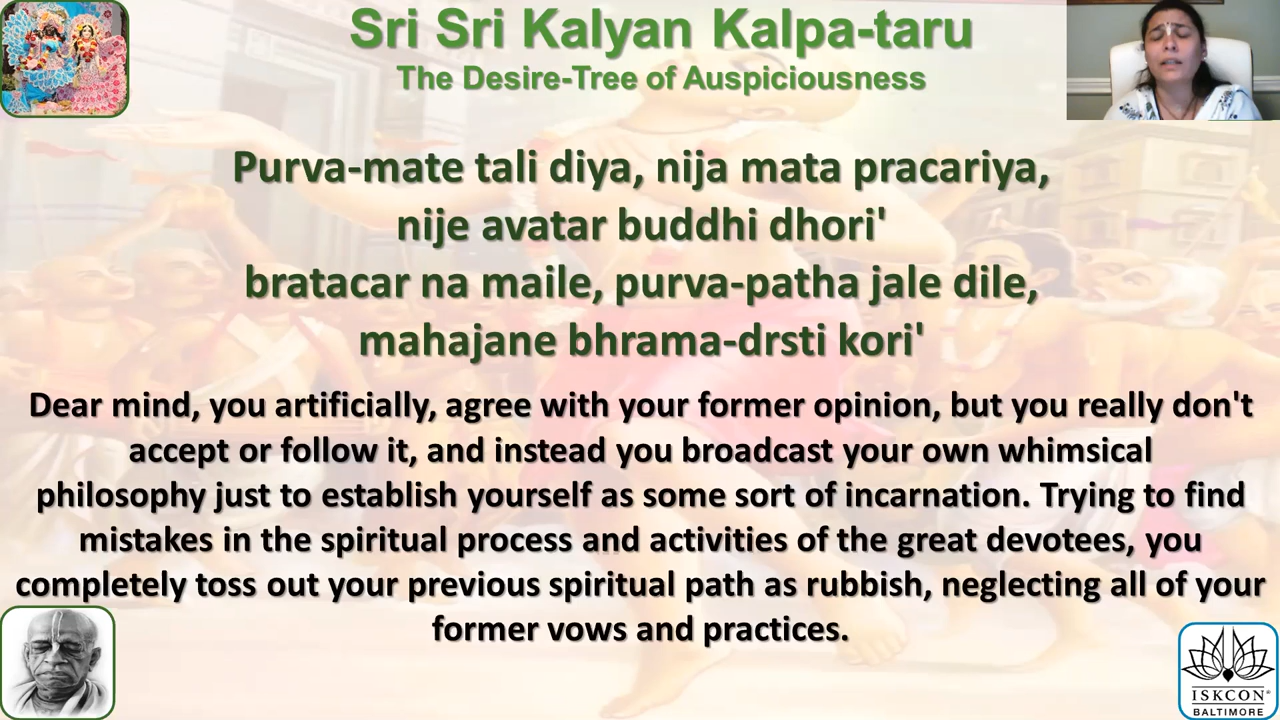 Sri Sri Kalyan Kalpa-taru
The Desire-Tree of Auspiciousness
Purva-mate tali diya, nija mata pracariya,
nije avatar buddhi dhori'
bratacar na maile, purva-patha jale dile,
mahajane bhrama-drsti kori'
Dear mind, you artificially, agree with your former opinion, but you really don't
accept or follow it, and instead you broadcast your own whimsical
philosophy just to establish yourself as some sort of incarnation. Trying to find
mistakes in the spiritual process and activities of the great devotees, you
completely toss out your previous spiritual path as rubbish, neglecting all of your
former vows and practices.
ISKCON®
BALTIMORE